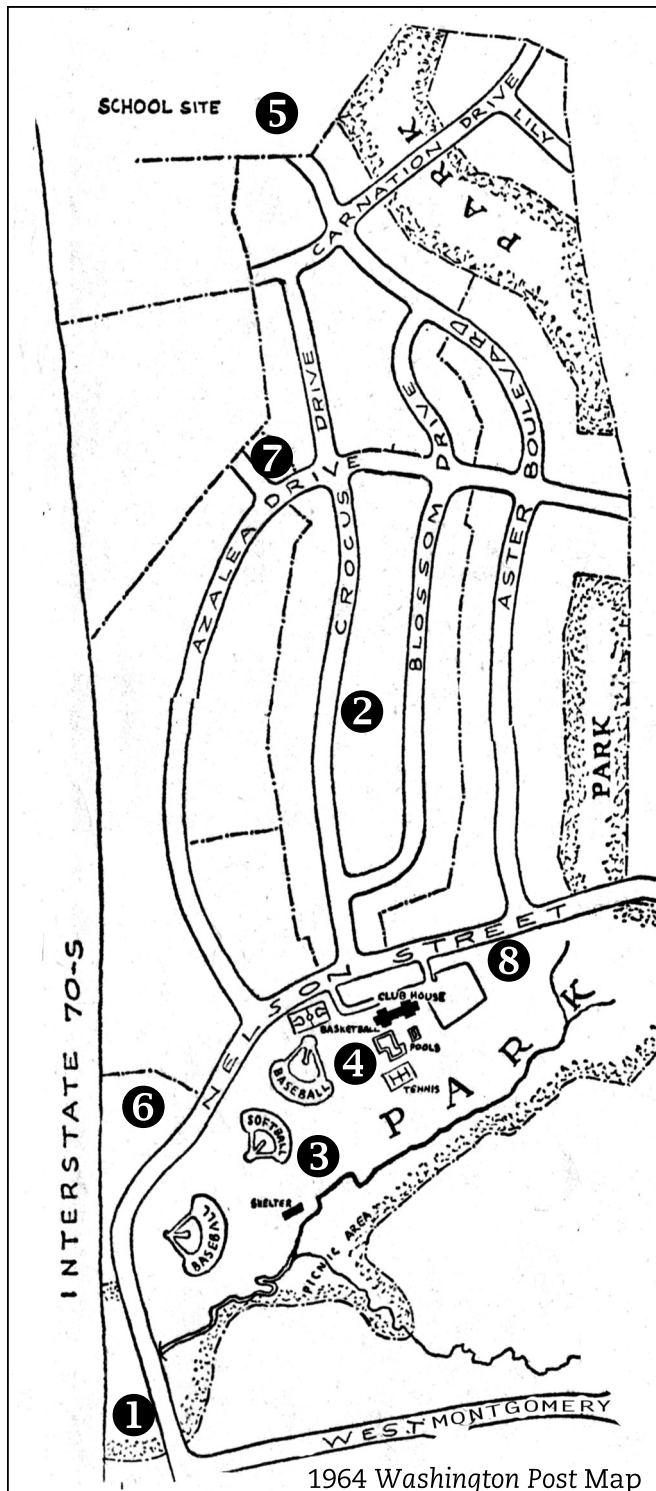 SCHOOL SITE
5
PARK
CARNATION DRIVE
LILY
PARK
BOULEVARD
DRIVE
DRIVE
7
AZALEA DRIVE
CROCUS
BLOSSOM
ASTER
2
PARK
NELSON STREET
8
CLUB HOUSE
BASKETBALL
POOLS
4
BASEBALL
TENNIS
PARK
INTERSTATE 70-S
6
SOFTBALL
3
SHELTER
BASEBALL
PICNIC AREA
1
WEST MONTGOMERY
1964 Washington Post Map